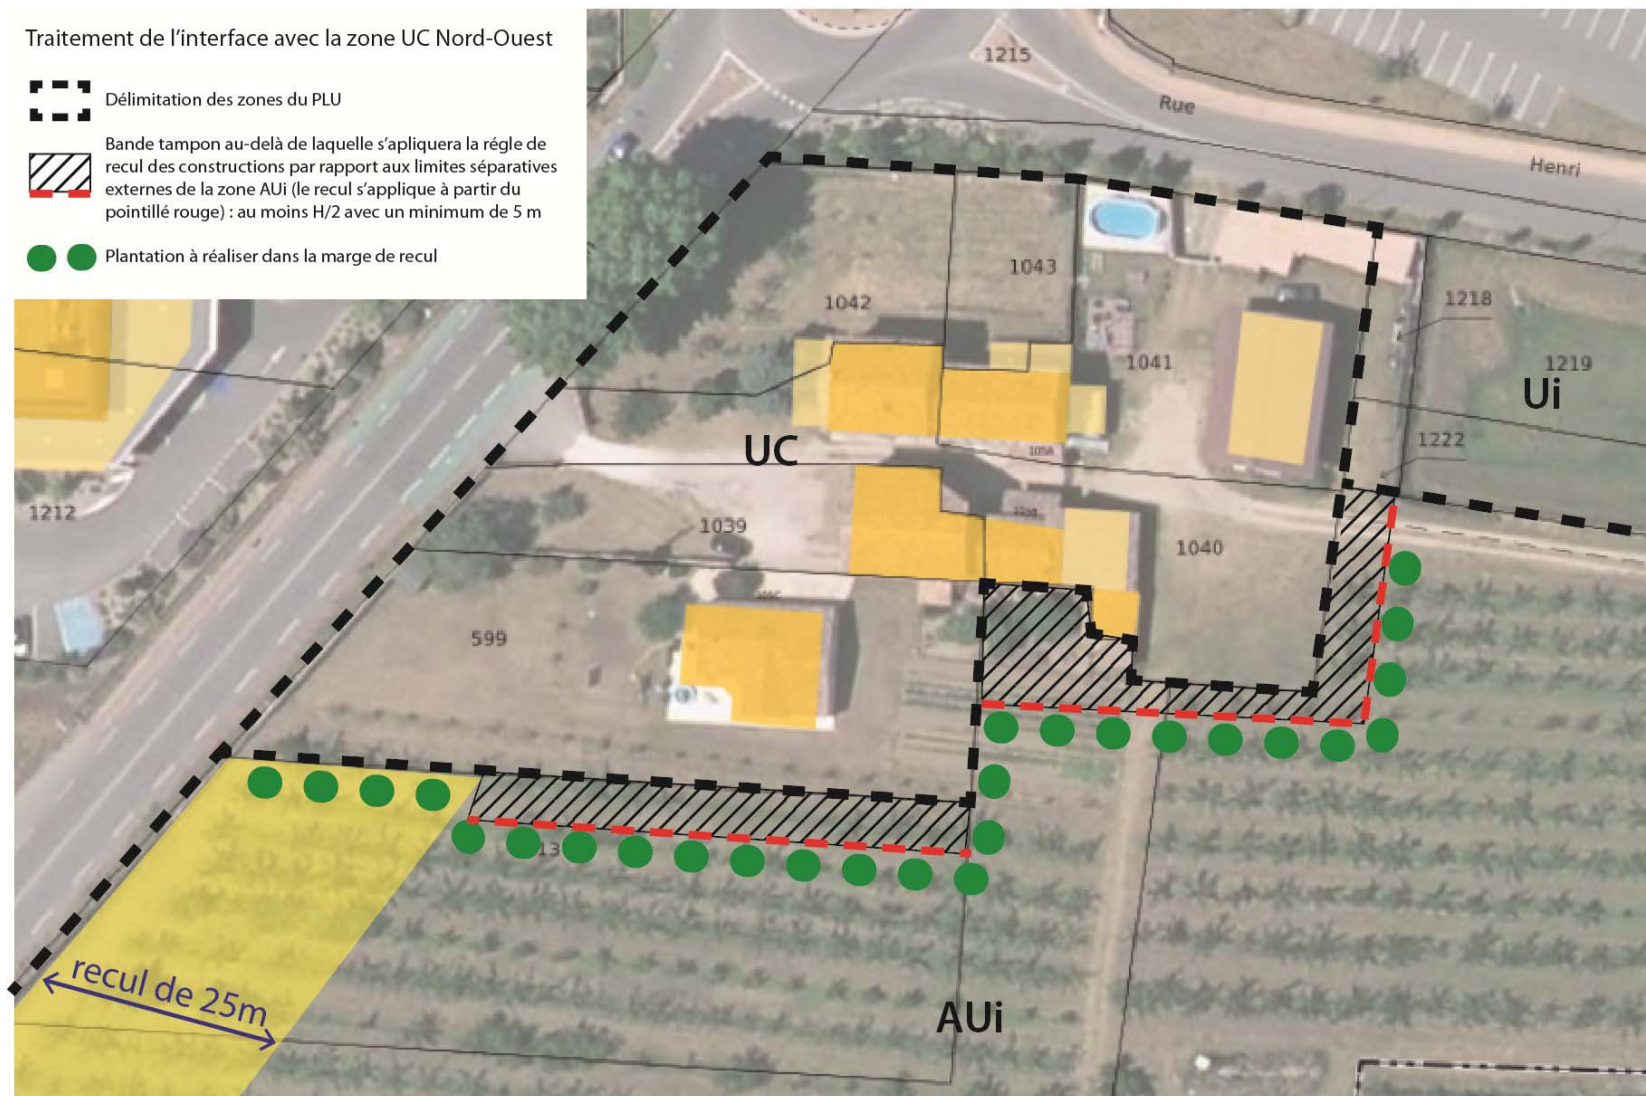 Traitement de l'interface avec la zone UC Nord-Ouest
Délimitation des zones du PLU
Bande tampon au-delà de laquelle s'apliquera la régle de
recul des constructions par rapport aux limites séparatives
externes de la zone AUi (le recul s'applique à partir du
pointillé rouge) : au moins H/2 avec un minimum de 5 m
Plantation à réaliser dans la marge de recul
1215
Rue
Henri
1043
1042
1218
1041
1219
Ui
1222
UC
105A
1212
1039
1040
599
13
recul de 25m
AUi